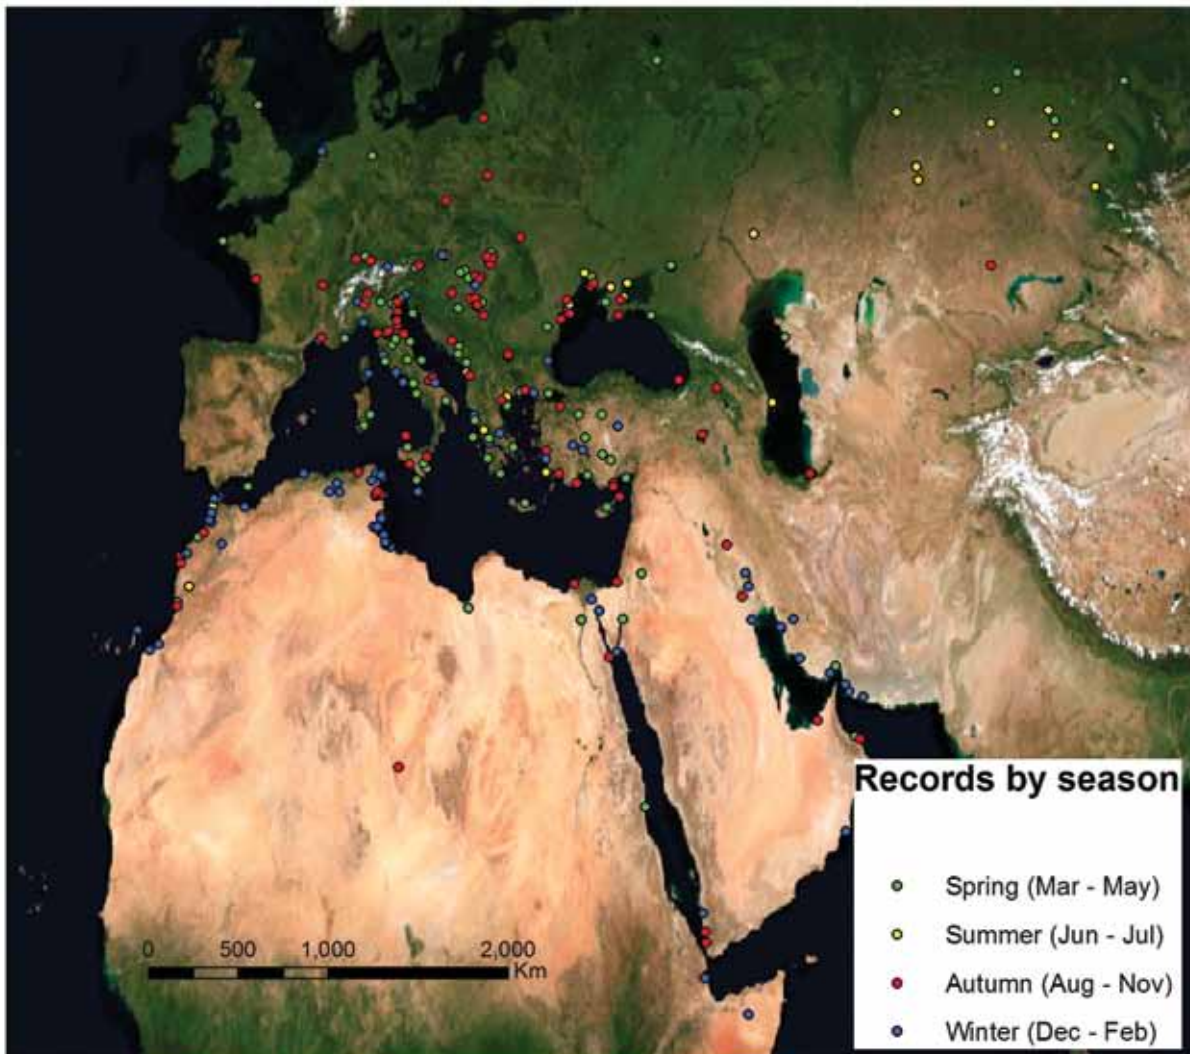 Records by season
Spring (Mar - May)
Summer (Jun - Jul)
Autumn (Aug - Nov)
Winter (Dec - Feb)
0 500 1,000 2,000
Km